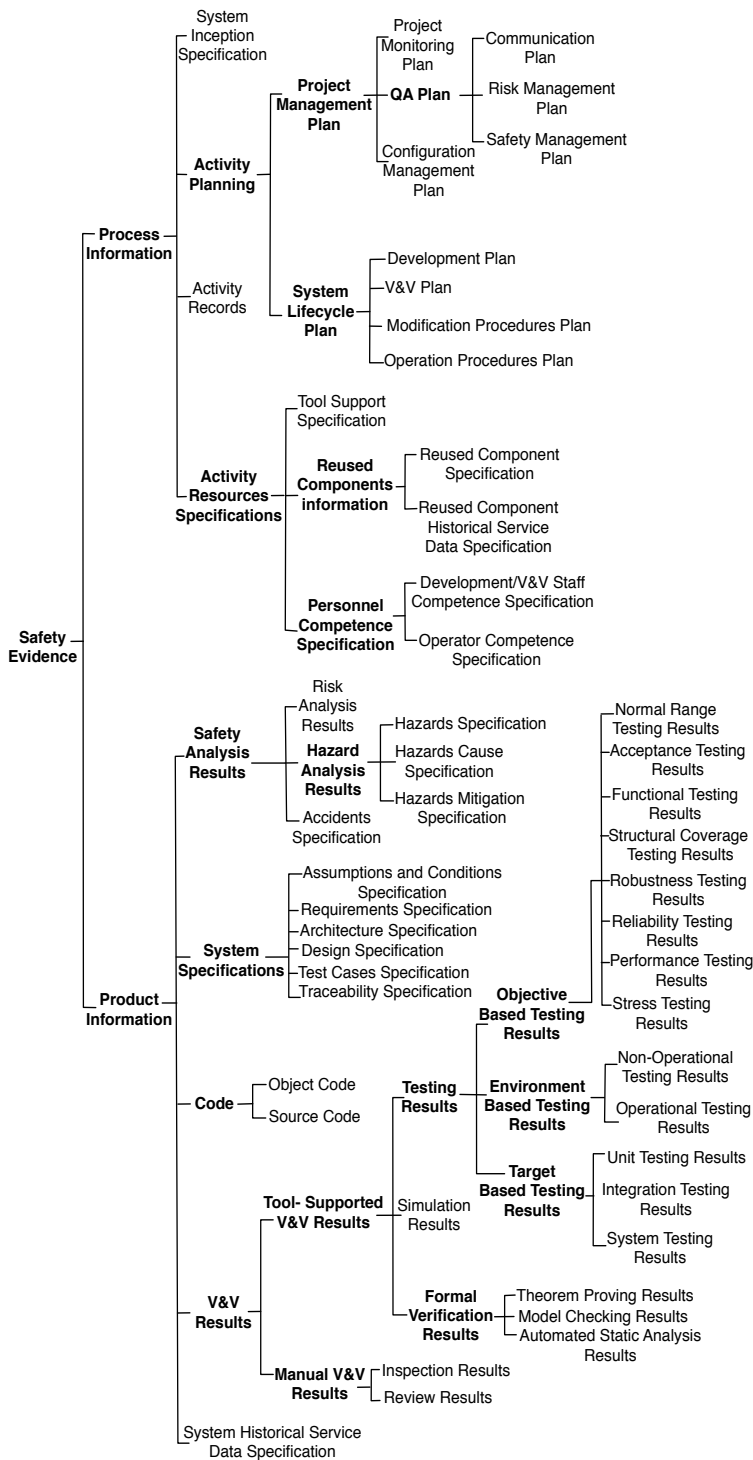 System
Inception
Specification
Project
Monitoring
Plan
Communication
Plan
Project
Management
Plan
QA Plan
Risk Management
Plan
Safety Management
Plan
Configuration
Management
Plan
Activity
Planning
Process
Information
Development Plan
V&V Plan
System
Lifecycle
Plan
Modification Procedures Plan
Operation Procedures Plan
Activity
Records
Tool Support
Specification
Activity
Resources
Specifications
Reused
Components
information
Reused Component
Specification
Reused Component
Historical Service
Data Specification
Personnel
Competence
Specification
Development/V&V Staff
Competence Specification
Operator Competence
Specification
Safety
Evidence
Safety
Analysis
Results
Risk
Analysis
Results
Hazard
Analysis
Results
Hazards Specification
Hazards Cause
Specification
Hazards Mitigation
Specification
Accidents
Specification
System
Specifications
Assumptions and Conditions
Specification
Requirements Specification
Architecture Specification
Design Specification
Test Cases Specification
Traceability Specification
Product
Information
Code
Object Code
Source Code
V&V
Results
Tool- Supported
V&V Results
Testing
Results
Objective
Based Testing
Results
Normal Range
Testing Results
Acceptance Testing
Results
Functional Testing
Results
Structural Coverage
Testing Results
Robustness Testing
Results
Reliability Testing
Results
Performance Testing
Results
Stress Testing
Results
Environment
Based Testing
Results
Non-Operational
Testing Results
Operational Testing
Results
Target
Based Testing
Results
Unit Testing Results
Integration Testing
Results
System Testing
Results
Simulation
Results
Formal
Verification
Results
Theorem Proving Results
Model Checking Results
Automated Static Analysis
Results
Manual V&V
Results
Inspection Results
Review Results
System Historical Service
Data Specification